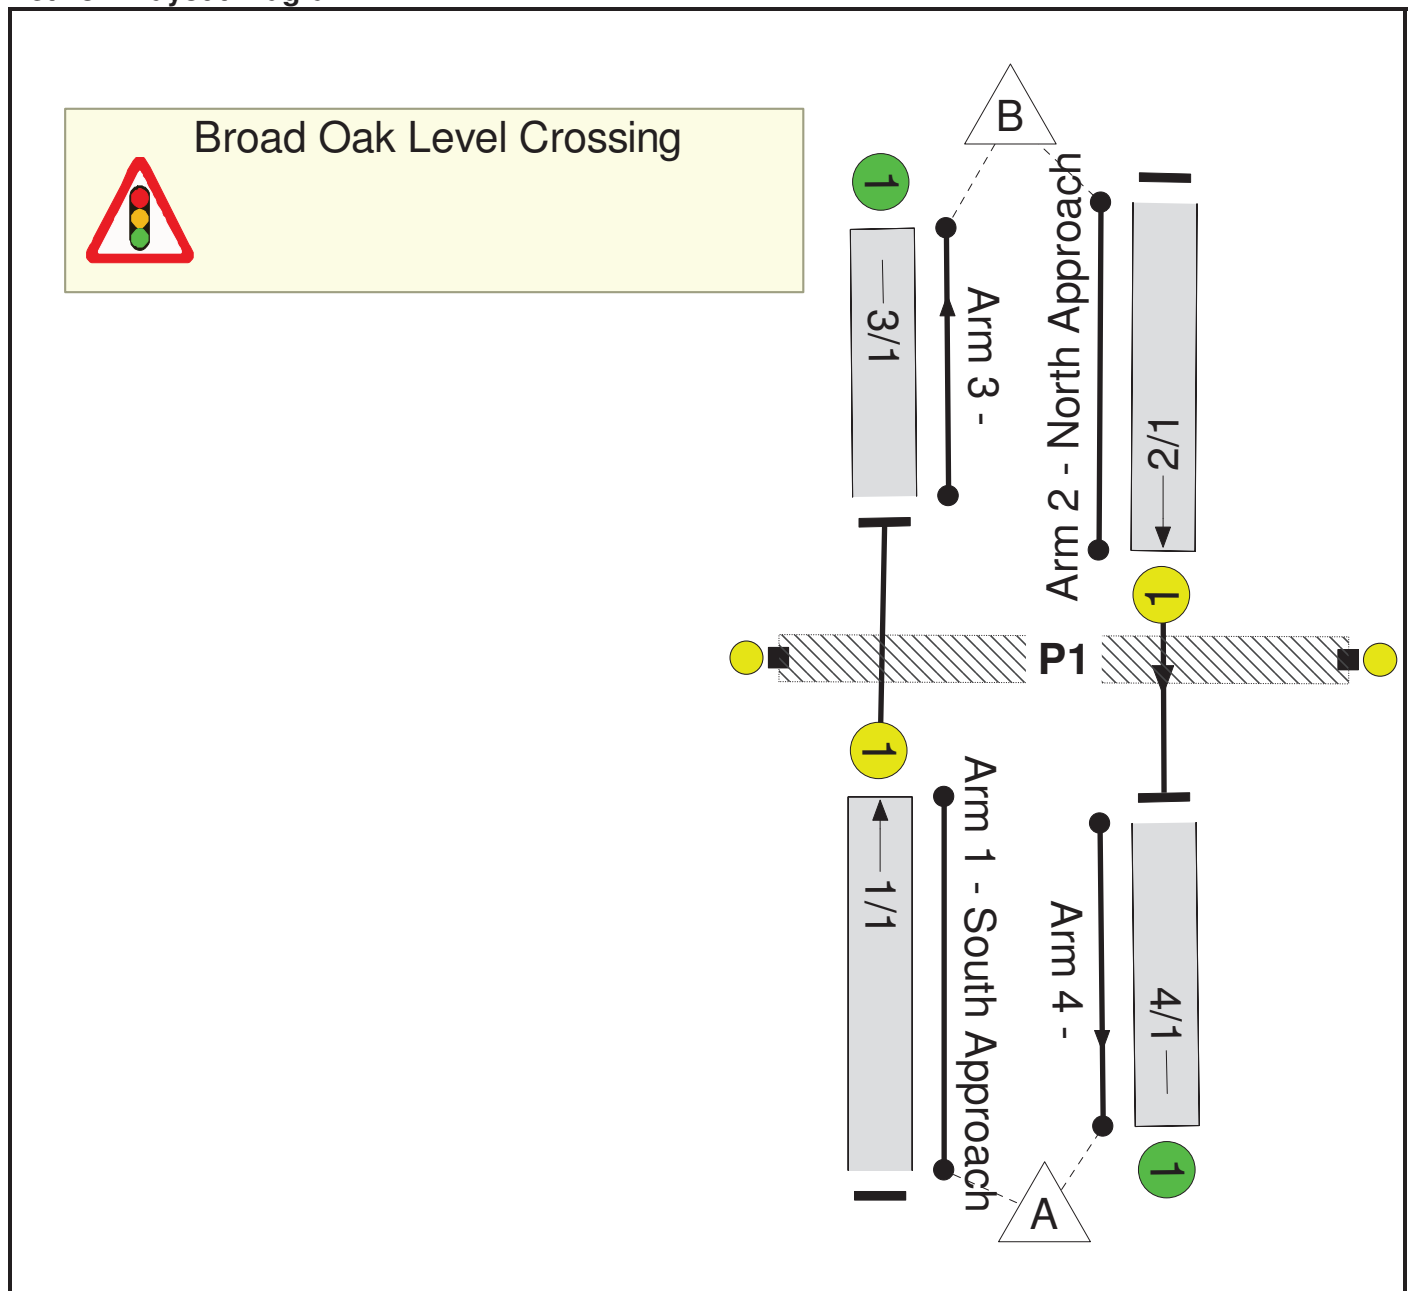 Broad Oak Level Crossing
B
1
3/1
Arm 3 -
Arm 2 - North Approach
2/1
1
P1
1
1/1
Arm 1 - South Approach
Arm 4 -
4/1
1
A